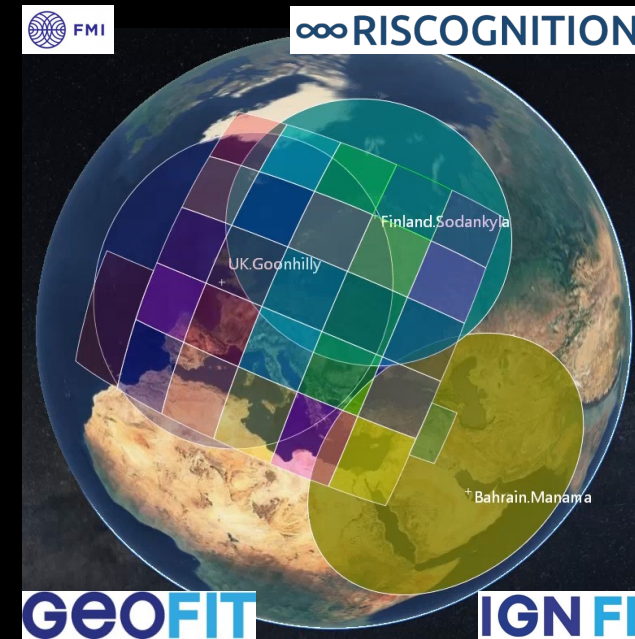 FMI
RISCOGNITION
Finland.Sodankyla
UK.Goonhilly
Bahrain.Manama
GEOFIT
IGN FI